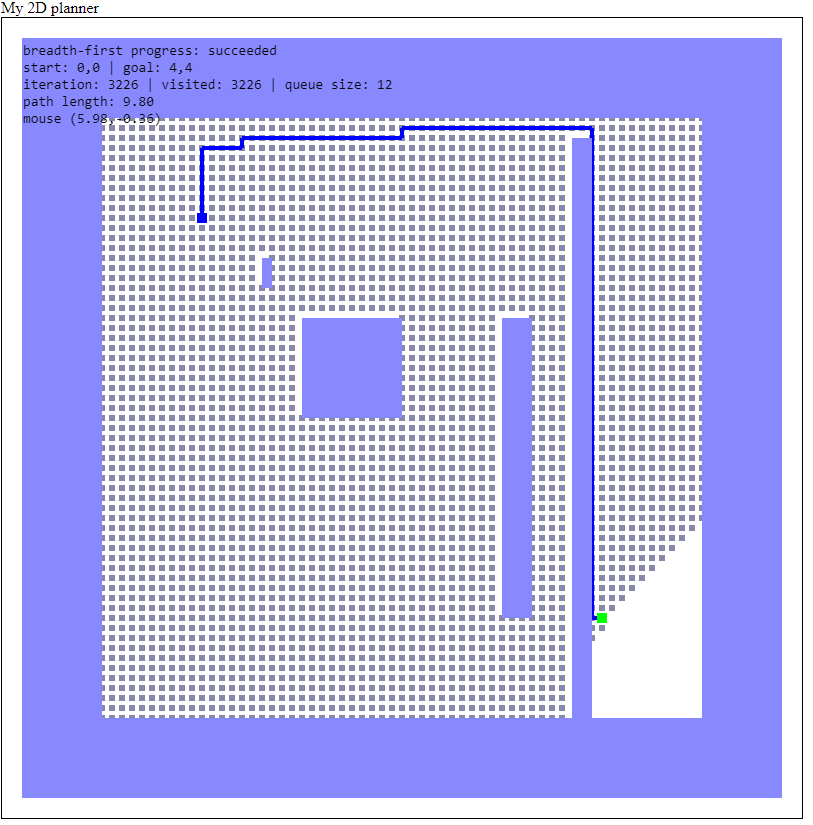 My 2D planner
breadth-first progress: succeeded
start: 0,0 | goal: 4,4
iteration: 3226 | visited: 3226 | queue size: 12
path length: 9.80
mouse (5.98,-0.36)